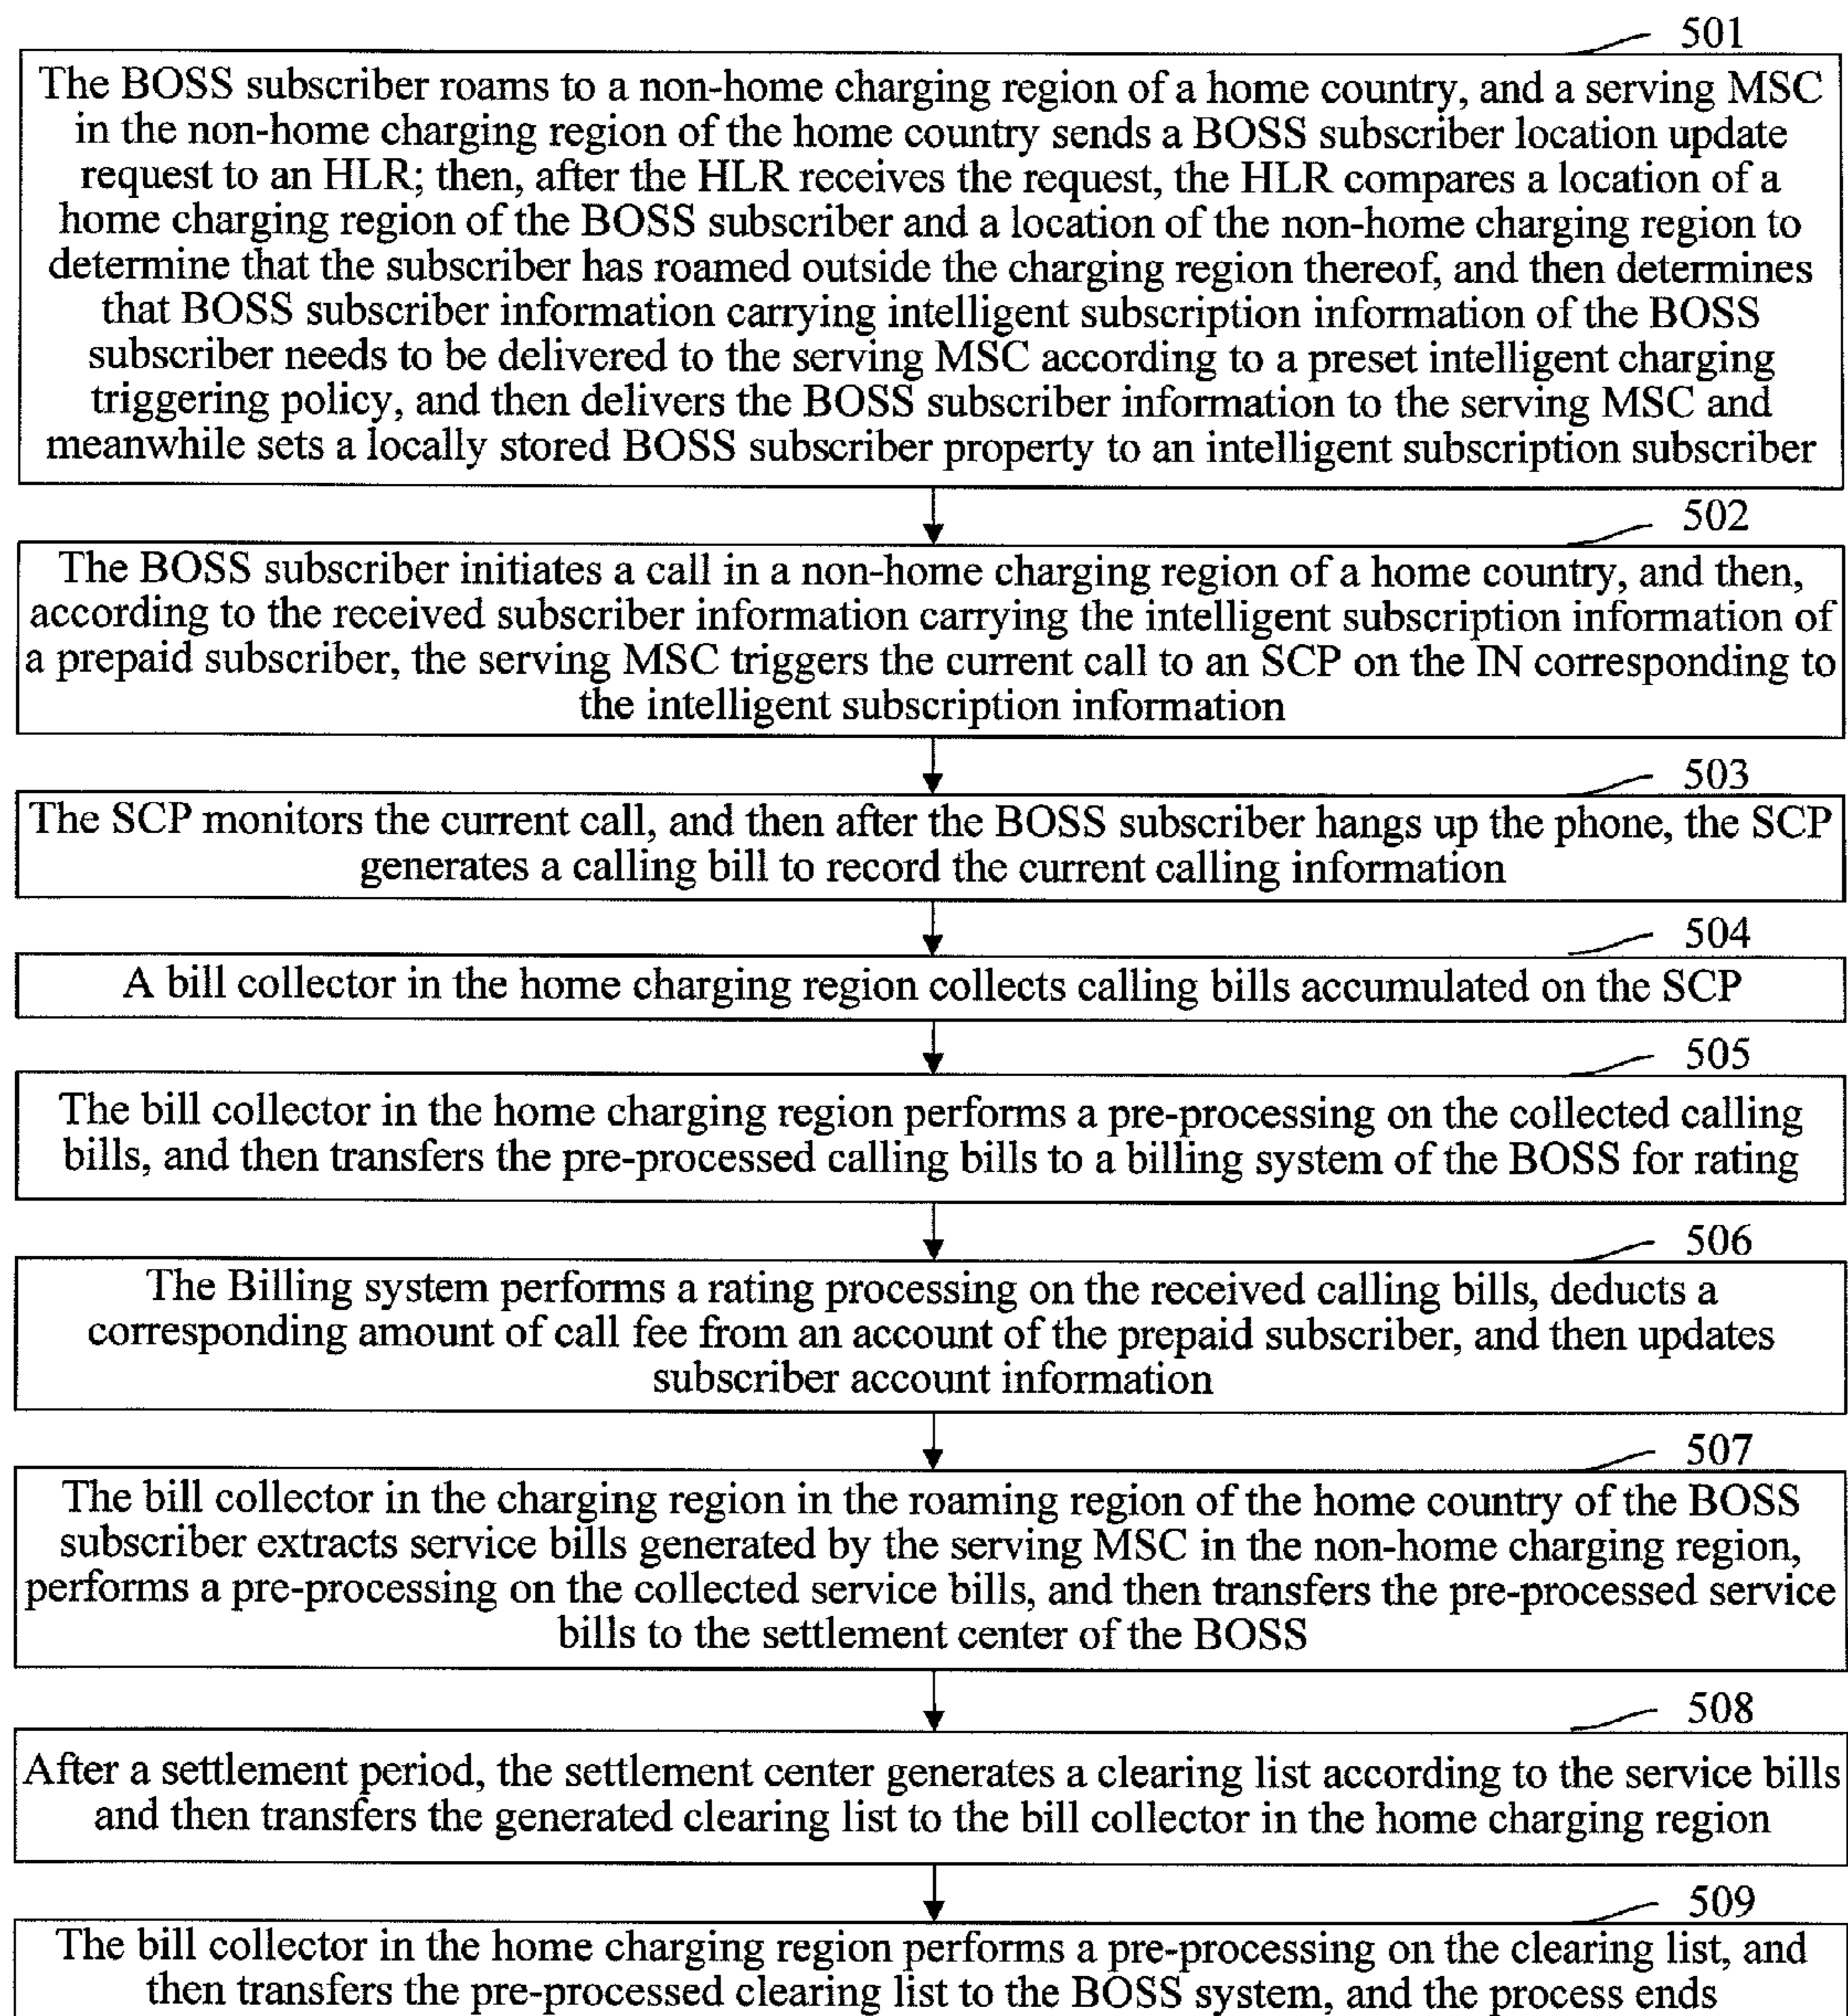 501
The BOSS subscriber roams to a non-home charging region of a home country, and a serving MSC
in the non-home charging region of the home country sends a BOSS subscriber location update
request to an HLR; then, after the HLR receives the request, the HLR compares a location of a
home charging region of the BOSS subscriber and a location of the non-home charging region to
determine that the subscriber has roamed outside the charging region thereof, and then determines
that BOSS subscriber information carrying intelligent subscription information of the BOSS
subscriber needs to be delivered to the serving MSC according to a preset intelligent charging
triggering policy, and then delivers the BOSS subscriber information to the serving MSC and
meanwhile sets a locally stored BOSS subscriber property to an intelligent subscription subscriber
502
The BOSS subscriber initiates a call in a non-home charging region of a home country, and then,
according to the received subscriber information carrying the intelligent subscription information of
a prepaid subscriber, the serving MSC triggers the current call to an SCP on the IN corresponding to
the intelligent subscription information
503
The SCP monitors the current call, and then after the BOSS subscriber hangs up the phone, the SCP
generates a calling bill to record the current calling information
504
A bill collector in the home charging region collects calling bills accumulated on the SCP
505
The bill collector in the home charging region performs a pre-processing on the collected calling
bills, and then transfers the pre-processed calling bills to a billing system of the BOSS for rating
506
The Billing system performs a rating processing on the received calling bills, deducts a
corresponding amount of call fee from an account of the prepaid subscriber, and then updates
subscriber account information
507
The bill collector in the charging region in the roaming region of the home country of the BOSS
subscriber extracts service bills generated by the serving MSC in the non-home charging region,
performs a pre-processing on the collected service bills, and then transfers the pre-processed service
bills to the settlement center of the BOSS
508
After a settlement period, the settlement center generates a clearing list according to the service bills
and then transfers the generated clearing list to the bill collector in the home charging region
509
The bill collector in the home charging region performs a pre-processing on the clearing list, and
then transfers the pre-processed clearing list to the BOSS system, and the process ends